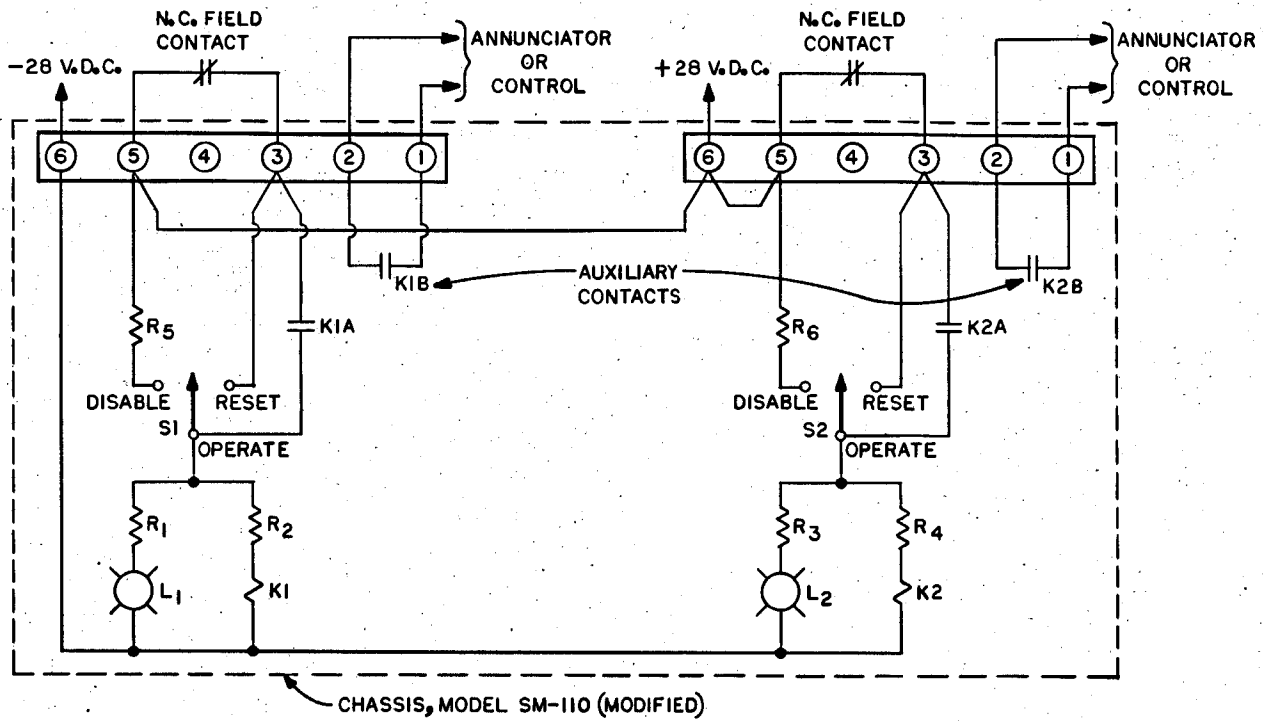 N.C. FIELD
CONTACT
ANNUNCIATOR
OR
CONTROL
-28 V.D.C.
6
5
4
3
2
1
N.C. FIELD
CONTACT
ANNUNCIATOR
OR
CONTROL
+28 V.D.C.
6
5
4
3
2
1
K1B
AUXILIARY
CONTACTS
K2B
R5
K1A
R6
K2A
DISABLE
RESET
S1
OPERATE
DISABLE
RESET
S2
OPERATE
R1
R2
R3
R4
L1
K1
L2
K2
CHASSIS, MODEL SM-110 (MODIFIED)